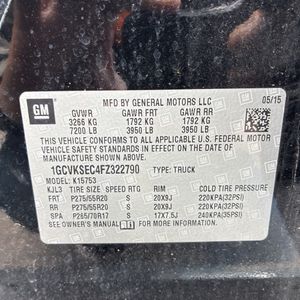 GM
MFD BY GENERAL MOTORS LLC 05/15
GVWR GAWR FRT GAWR RR
3266 KG 1792 KG 1792 KG
7200 LB 3950 LB 3950 LB
THIS VEHICLE CONFORMS TO ALL APPLICABLE U.S. FEDERAL MOTOR
VEHICLE SAFETY STANDARDS IN EFFECT ON THE DATE OF
MANUFACTURE SHOWN ABOVE.
1GCVKSEC4FZ322790 TYPE: TRUCK
MODEL: K15753
KJL3 TIRE SIZE SPEED RTG RIM COLD TIRE PRESSURE
FRT P275/55R20 S 20X9J 220KPA(32PSI)
RR P275/55R20 S 20X9J 220KPA(32PSI)
SPA P265/70R17 S 17X7.5J 240KPA(35PSI)
SEE OWNER'S MANUAL FOR MORE INFORMATION.